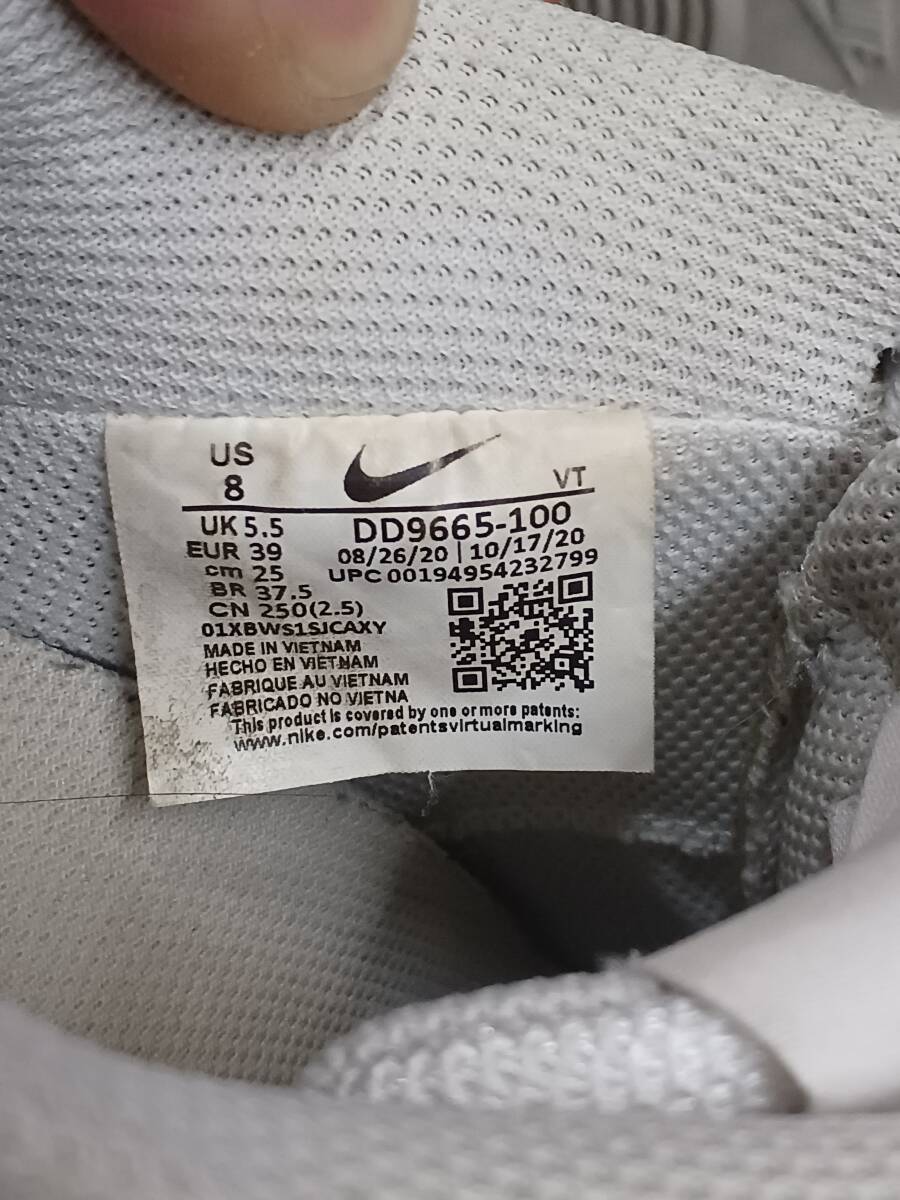 US
8
VT
UK 5.5
EUR 39
cm 25
BR 37.5
CN 250(2.5)
DD9665-100
08/26/20 | 10/17/20
UPC 00194954232799
01XBWS1SJCAXY
MADE IN VIETNAM
HECHO EN VIETNAM
FABRIQUE AU VIETNAM
FABRICADO NO VIETNA
This product is covered by one or more patents:
www.nike.com/patentsvirtualmarking